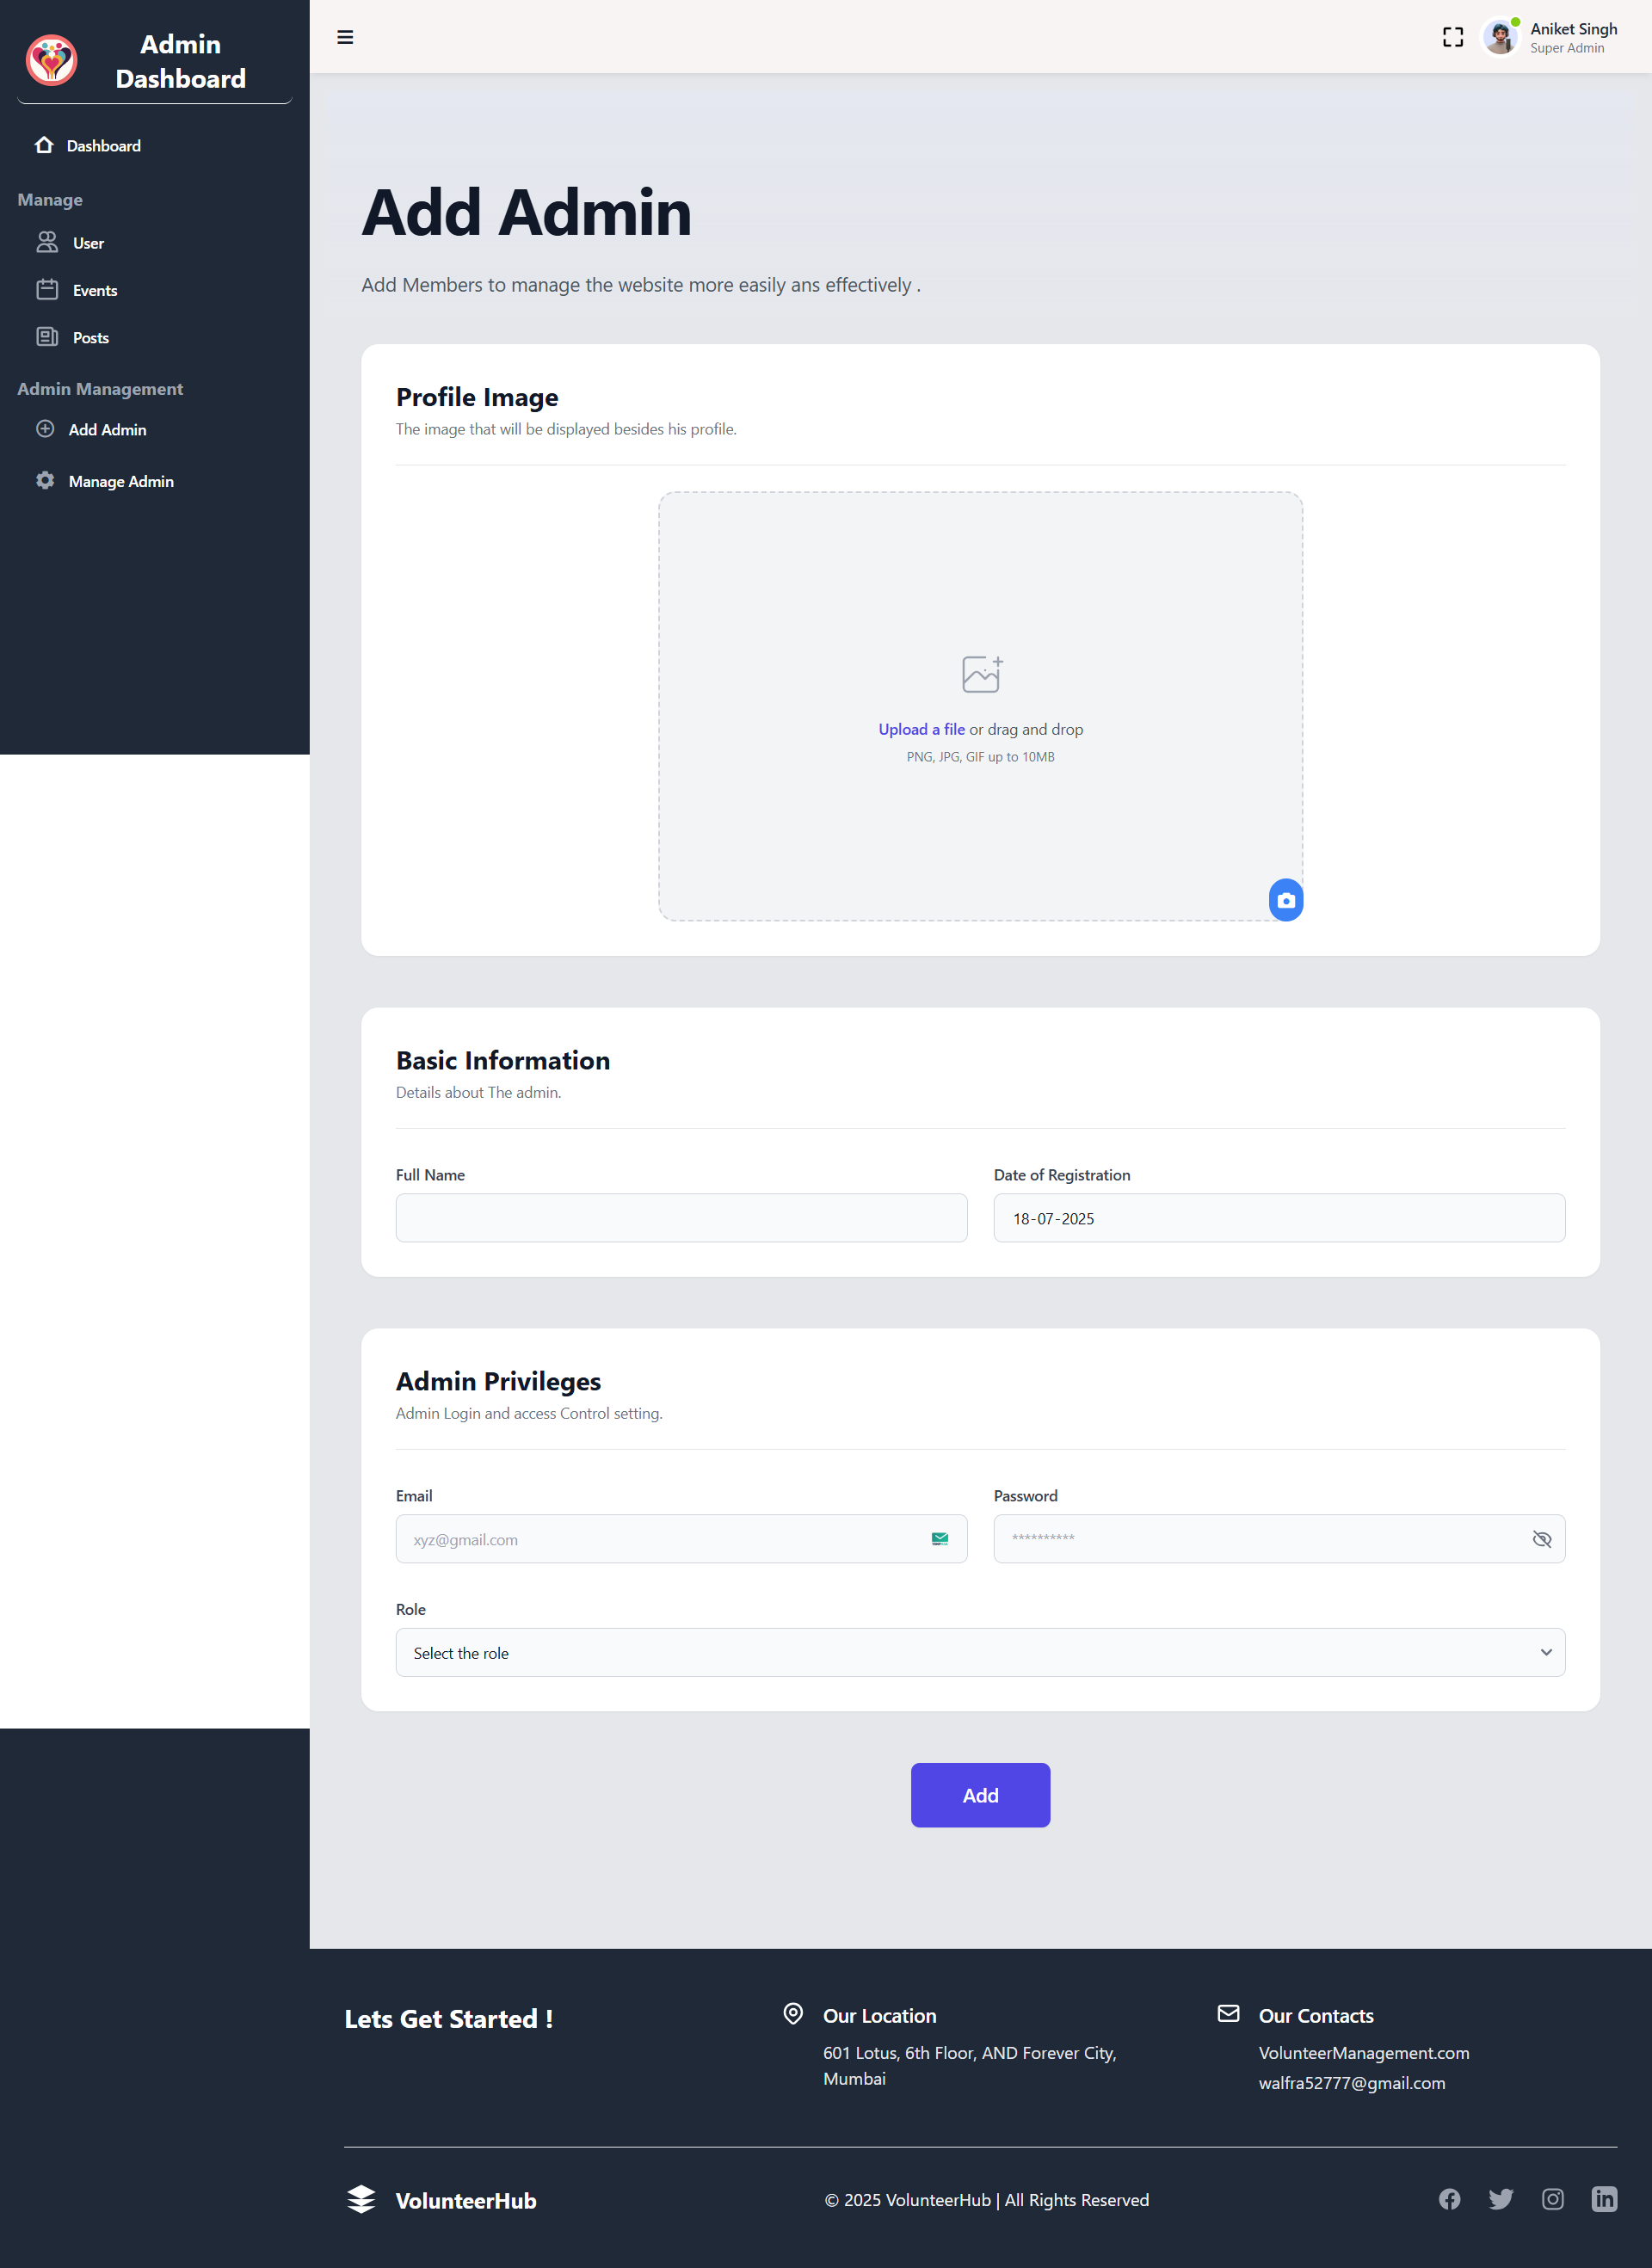 Admin
Dashboard
Dashboard
Manage
User
Events
Posts
Admin Management
Add Admin
Manage Admin
Aniket Singh
Super Admin
Add Admin
Add Members to manage the website more easily ans effectively .
Profile Image
The image that will be displayed besides his profile.
Upload a file or drag and drop
PNG, JPG, GIF up to 10MB
Basic Information
Details about The admin.
Full Name
Date of Registration
18-07-2025
Admin Privileges
Admin Login and access Control setting.
Email
Password
xyz@gmail.com
**********
Role
Select the role
Add
Lets Get Started !
Our Location
601 Lotus, 6th Floor, AND Forever City,
Mumbai
Our Contacts
VolunteerManagement.com
walfra52777@gmail.com
VolunteerHub
© 2025 VolunteerHub | All Rights Reserved